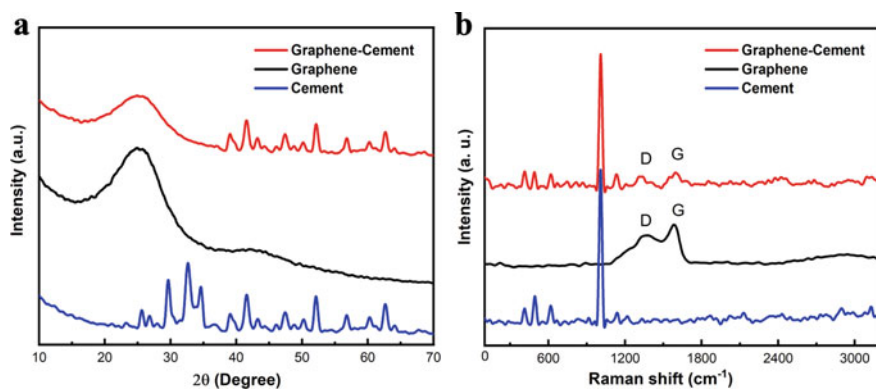 a
Graphene-Cement
Graphene
Cement
Intensity (a.u.)
10 20 30 40 50 60 70
2θ (Degree)
b
Graphene-Cement
Graphene
Cement
D G
D G
Intensity (a. u.)
0 600 1200 1800 2400 3000
Raman shift (cm⁻¹)